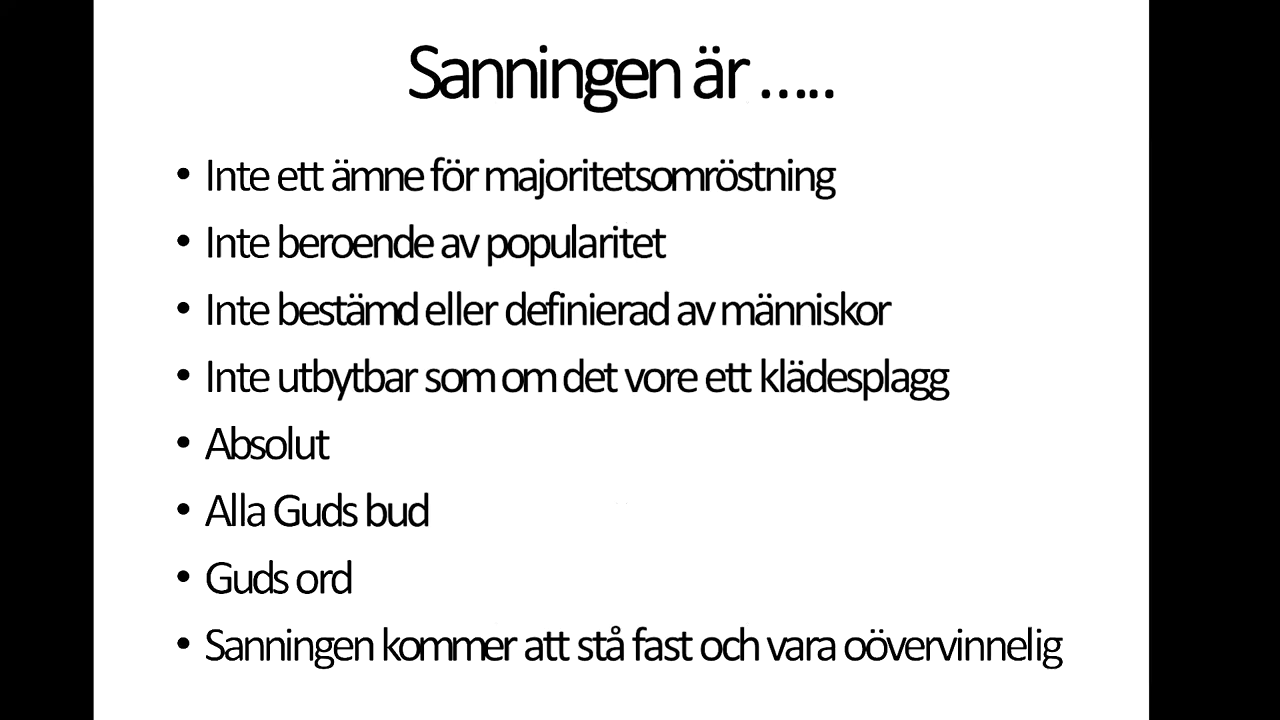 Sanningen är …..
• Inte ett ämne för majoritetsomröstning
• Inte beroende av popularitet
• Inte bestämd eller definierad av människor
• Inte utbytbar som om det vore ett klädesplagg
• Absolut
• Alla Guds bud
• Guds ord
• Sanningen kommer att stå fast och vara oövervinnelig